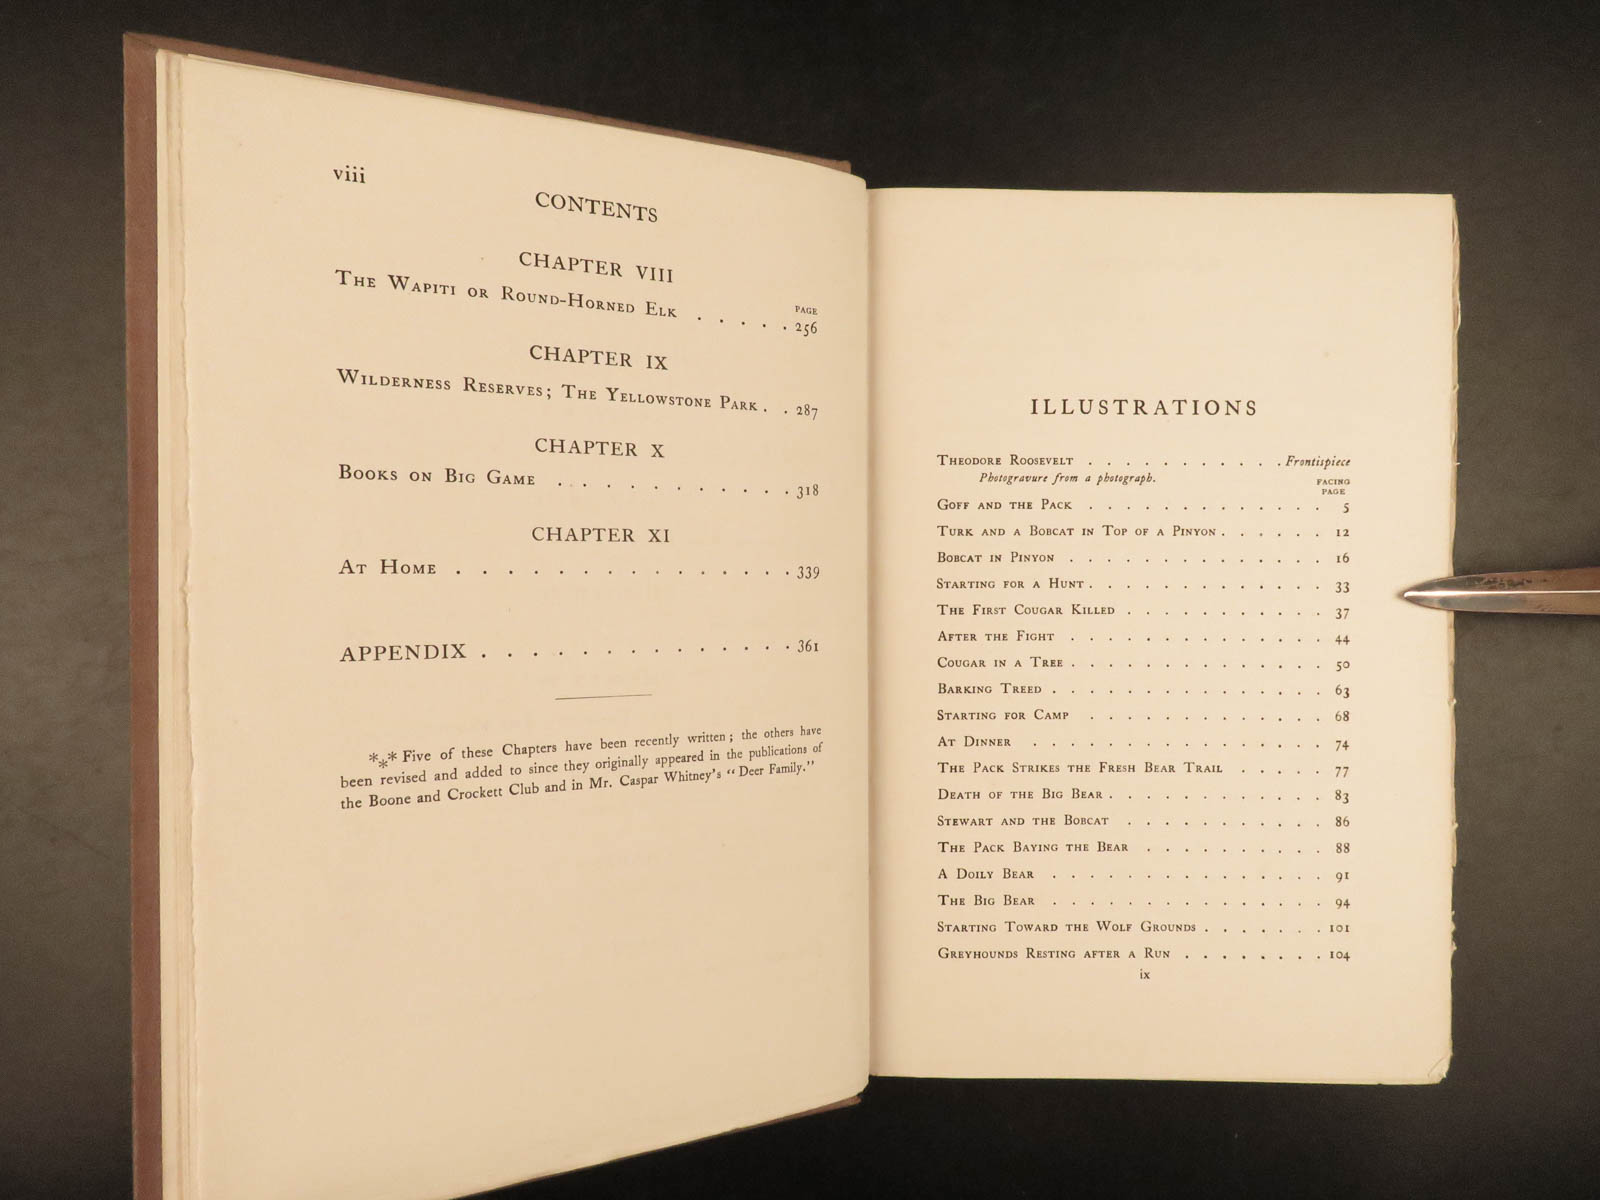 viii
CONTENTS
CHAPTER VIII
PAGE
The Wapiti or Round-Horned Elk . . . . . 256
CHAPTER IX
Wilderness Reserves; The Yellowstone Park . . 287
CHAPTER X
Books on Big Game . . . . . . . . . . . 318
CHAPTER XI
At Home . . . . . . . . . . . . . . 339
APPENDIX . . . . . . . . . . . . . 361
*** Five of these Chapters have been recently written; the others have
been revised and added to since they originally appeared in the publications of
the Boone and Crockett Club and in Mr. Caspar Whitney's "Deer Family."
ILLUSTRATIONS
Theodore Roosevelt . . . . . . . . . . . Frontispiece
Photogravure from a photograph.
FACING
PAGE
Goff and the Pack . . . . . . . . . . . . . 5
Turk and a Bobcat in Top of a Pinyon . . . . . . 12
Bobcat in Pinyon . . . . . . . . . . . . . . 16
Starting for a Hunt . . . . . . . . . . . . . 33
The First Cougar Killed . . . . . . . . . . . 37
After the Fight . . . . . . . . . . . . . . 44
Cougar in a Tree . . . . . . . . . . . . . . 50
Barking Treed . . . . . . . . . . . . . . . 63
Starting for Camp . . . . . . . . . . . . . 68
At Dinner . . . . . . . . . . . . . . . . 74
The Pack Strikes the Fresh Bear Trail . . . . . 77
Death of the Big Bear . . . . . . . . . . . . 83
Stewart and the Bobcat . . . . . . . . . . . 86
The Pack Baying the Bear . . . . . . . . . . 88
A Doily Bear . . . . . . . . . . . . . . . 91
The Big Bear . . . . . . . . . . . . . . . 94
Starting Toward the Wolf Grounds . . . . . . . 101
Greyhounds Resting after a Run . . . . . . . . 104
ix